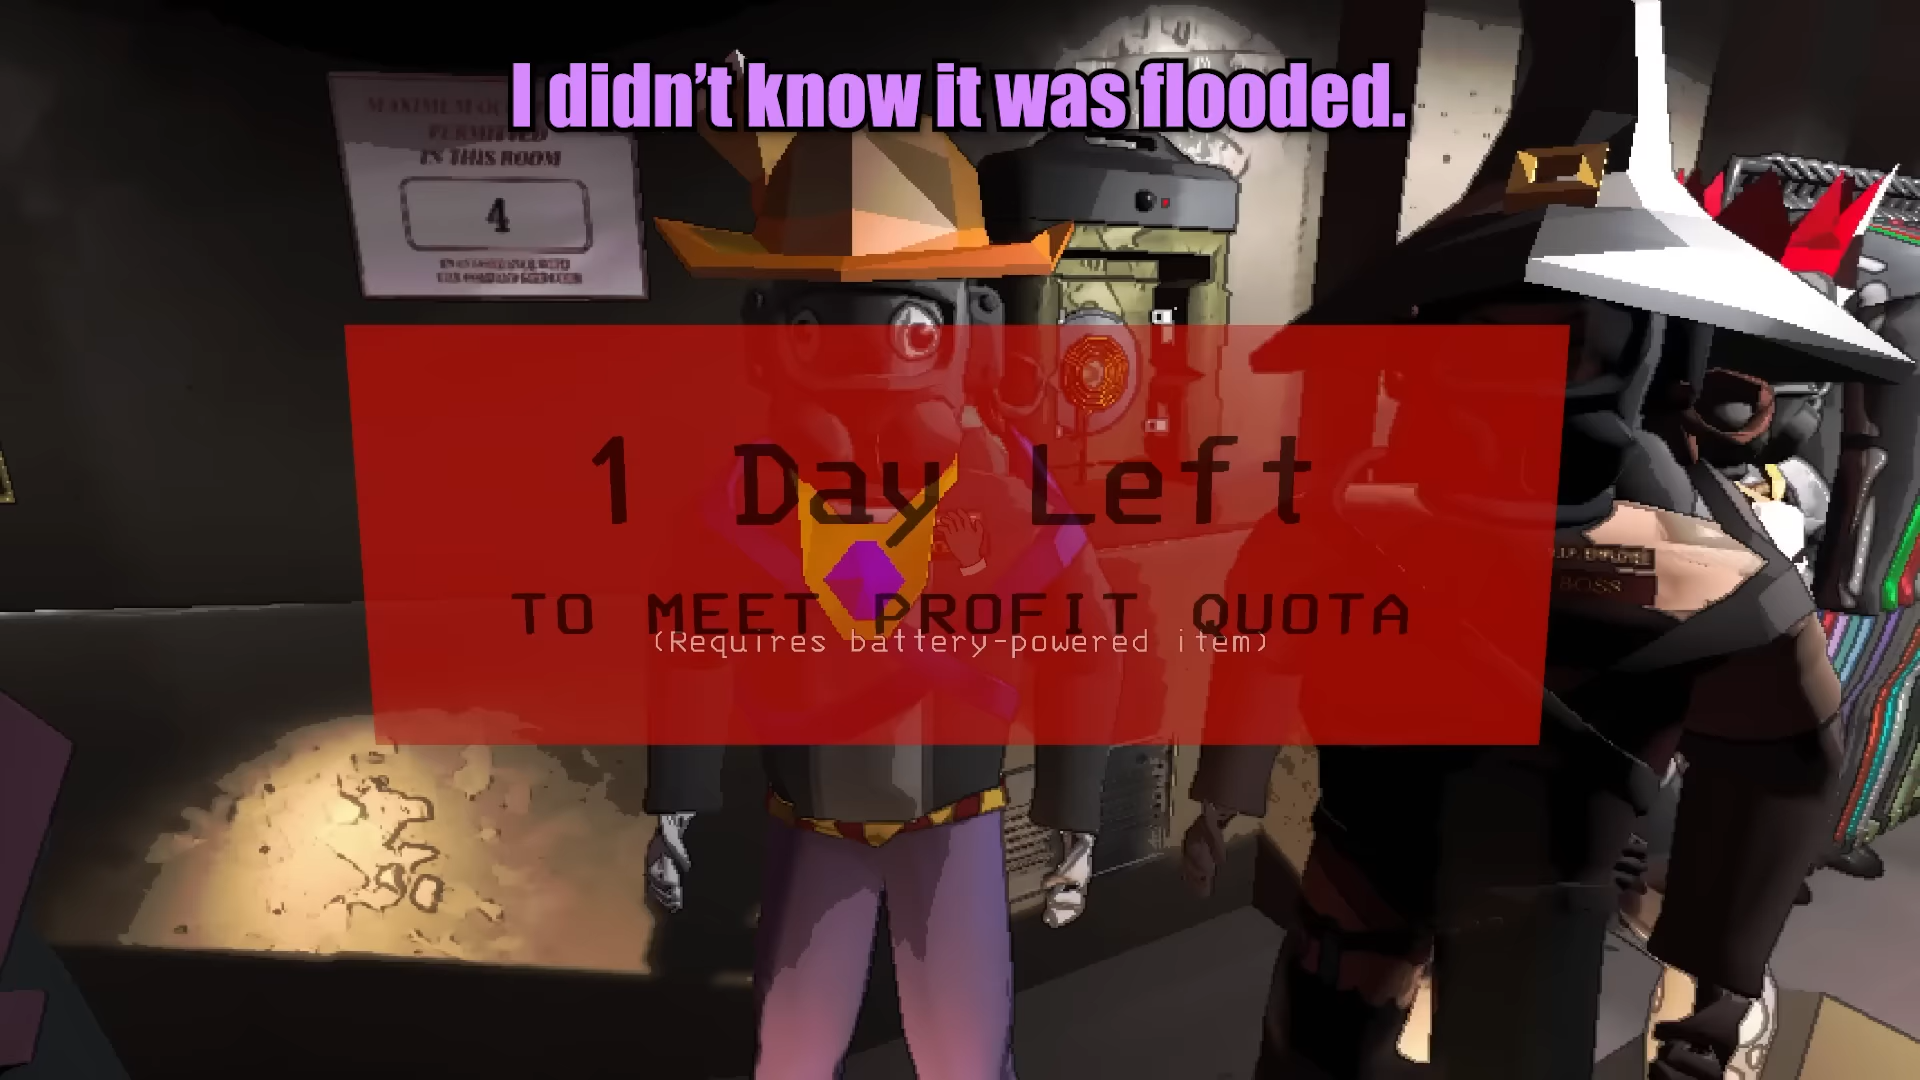 I didn't know it was flooded.
PERMITTED
IN THIS ROOM
4
1 Day Left
TO MEET PROFIT QUOTA
(Requires battery-powered item)
BOSS